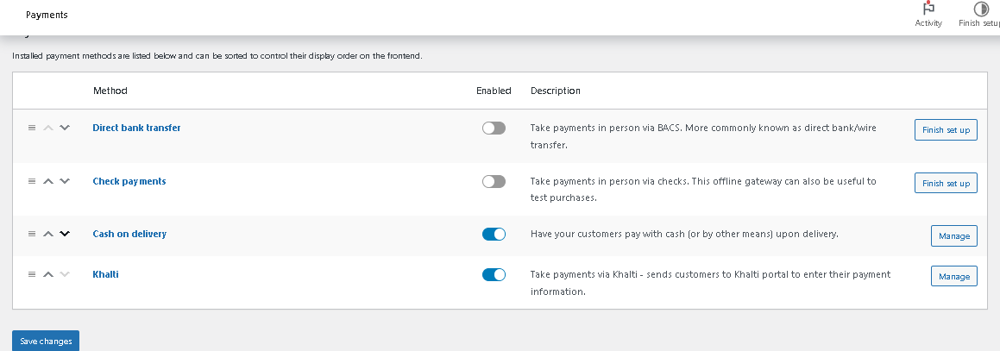 Payments
Activity
Finish setup
Installed payment methods are listed below and can be sorted to control their display order on the frontend.
Method Enabled Description
Direct bank transfer
Take payments in person via BACS. More commonly known as direct bank/wire
transfer.
Finish set up
Check payments
Take payments in person via checks. This offline gateway can also be useful to
test purchases.
Finish set up
Cash on delivery
Have your customers pay with cash (or by other means) upon delivery.
Manage
Khalti
Take payments via Khalti - sends customers to Khalti portal to enter their payment
information.
Manage
Save changes